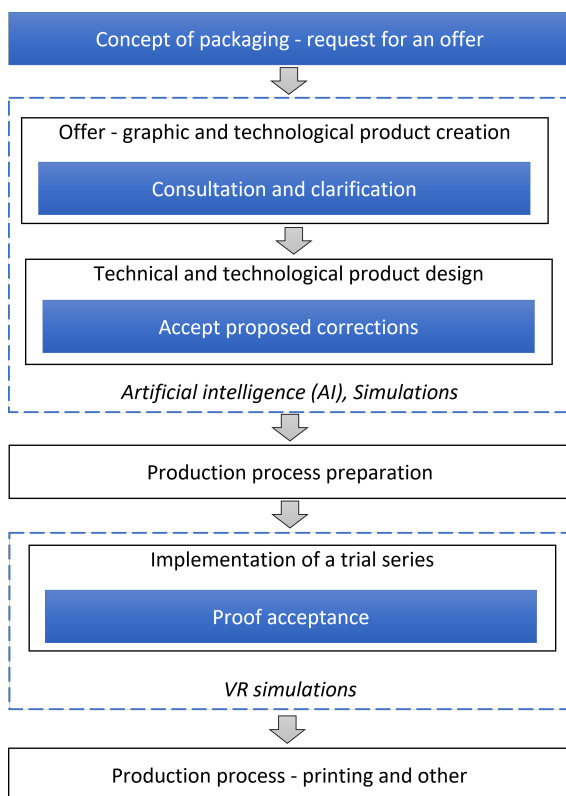 Concept of packaging - request for an offer
Offer - graphic and technological product creation
Consultation and clarification
Technical and technological product design
Accept proposed corrections
Artificial intelligence (AI), Simulations
Production process preparation
Implementation of a trial series
Proof acceptance
VR simulations
Production process - printing and other